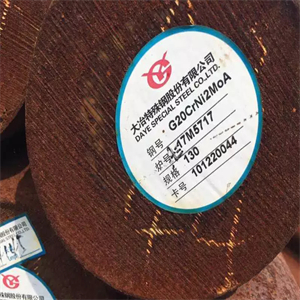 大冶特殊钢股份有限公司
DAYE SPECIAL STEEL CO.,LTD.
钢号 G20CrNi2MoA
炉号 17M5717
规格 130
卡号 101220044